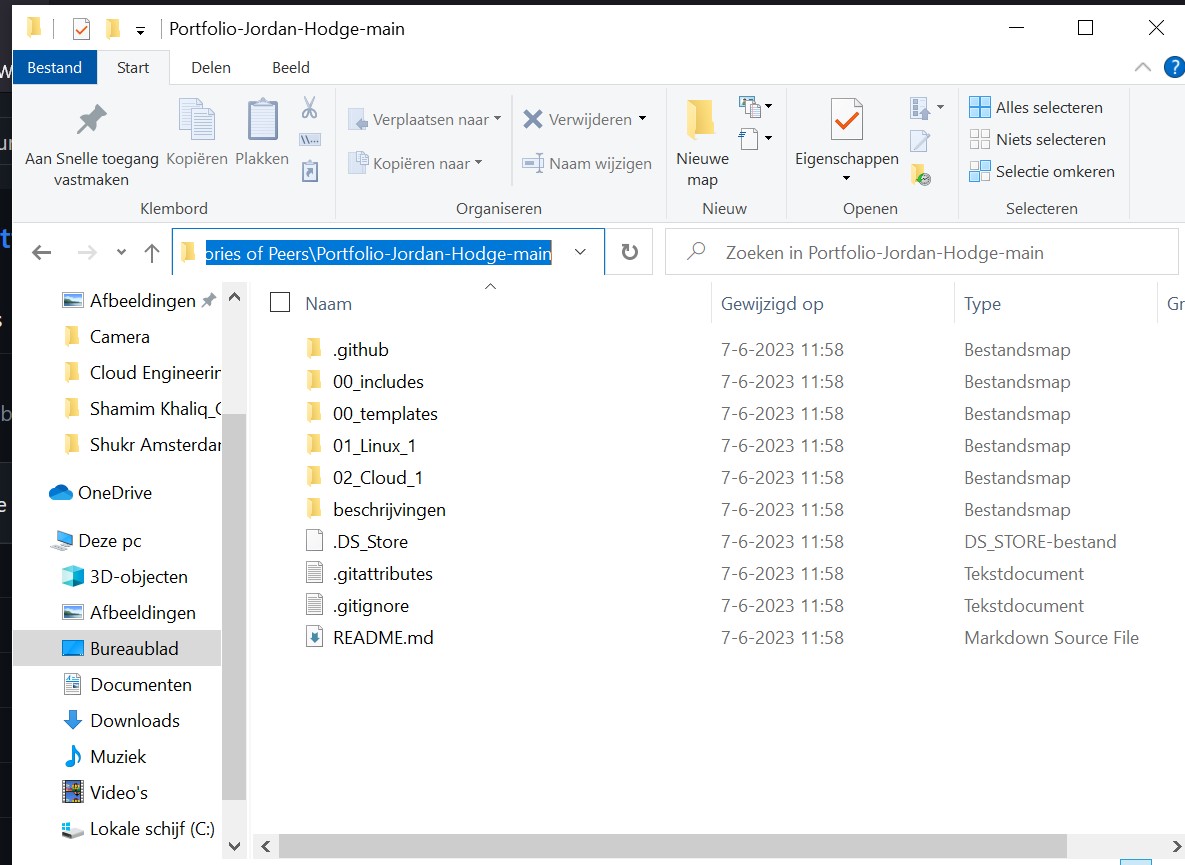 Portfolio-Jordan-Hodge-main
Bestand Start Delen Beeld
Aan Snelle toegang vastmaken
Kopiëren
Plakken
Klembord
Verplaatsen naar
Kopiëren naar
Verwijderen
Naam wijzigen
Organiseren
Nieuwe map
Nieuw
Eigenschappen
Openen
Alles selecteren
Niets selecteren
Selectie omkeren
Selecteren
ories of Peers\Portfolio-Jordan-Hodge-main
Zoeken in Portfolio-Jordan-Hodge-main
Afbeeldingen
Camera
Cloud Engineerin
Shamim Khaliq_C
Shukr Amsterdar
OneDrive
Deze pc
3D-objecten
Afbeeldingen
Bureaublad
Documenten
Downloads
Muziek
Video's
Lokale schijf (C:)
Naam Gewijzigd op Type Gr
.github 7-6-2023 11:58 Bestandsmap
00_includes 7-6-2023 11:58 Bestandsmap
00_templates 7-6-2023 11:58 Bestandsmap
01_Linux_1 7-6-2023 11:58 Bestandsmap
02_Cloud_1 7-6-2023 11:58 Bestandsmap
beschrijvingen 7-6-2023 11:58 Bestandsmap
.DS_Store 7-6-2023 11:58 DS_STORE-bestand
.gitattributes 7-6-2023 11:58 Tekstdocument
.gitignore 7-6-2023 11:58 Tekstdocument
README.md 7-6-2023 11:58 Markdown Source File